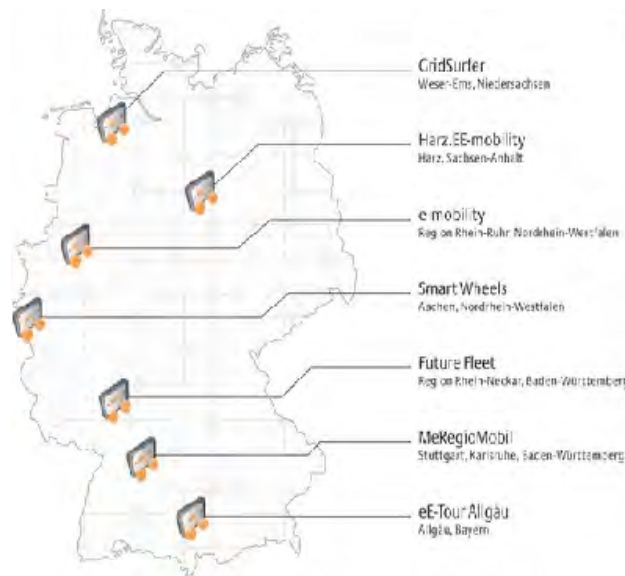 GridSurfer
Weser-Ems, Niedersachsen
Harz.EE-mobility
Harz, Sachsen-Anhalt
e-mobility
Region Rhein-Ruhr, Nordrhein-Westfalen
Smart Wheels
Aachen, Nordrhein-Westfalen
Future Fleet
Region Rhein-Neckar, Baden-Württemberg
MeRegioMobil
Stuttgart, Karlsruhe, Baden-Württemberg
eE-Tour Allgäu
Allgäu, Bayern